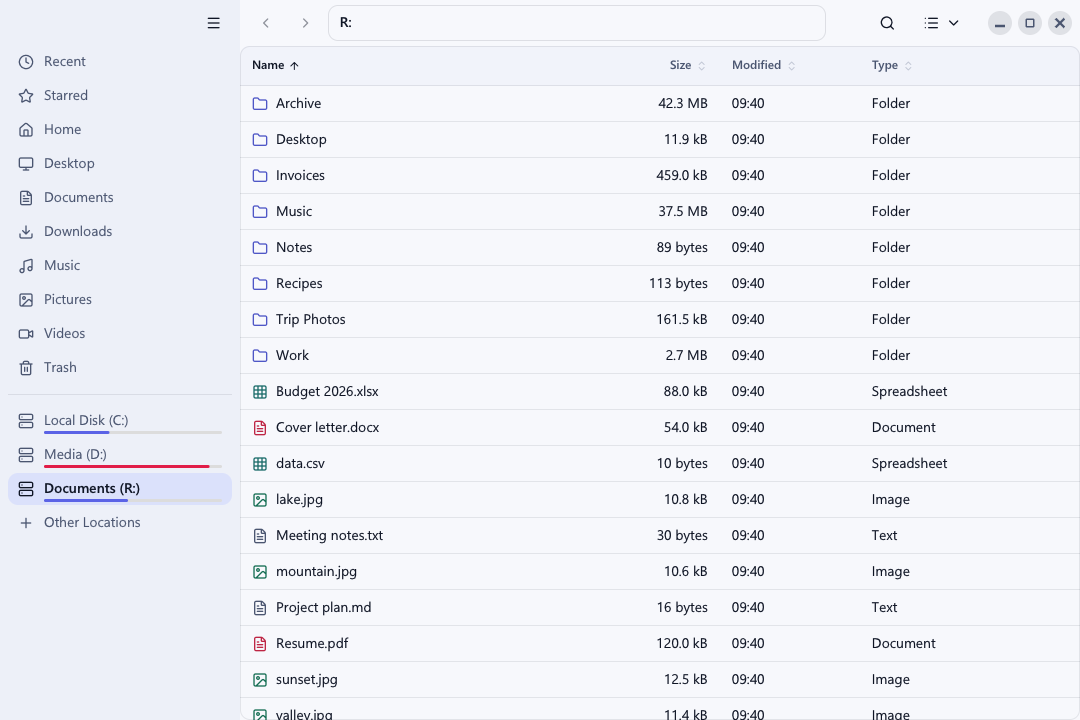 R:
Recent
Starred
Home
Desktop
Documents
Downloads
Music
Pictures
Videos
Trash
Local Disk (C:)
Media (D:)
Documents (R:)
Other Locations
Name Size Modified Type
Archive 42.3 MB 09:40 Folder
Desktop 11.9 kB 09:40 Folder
Invoices 459.0 kB 09:40 Folder
Music 37.5 MB 09:40 Folder
Notes 89 bytes 09:40 Folder
Recipes 113 bytes 09:40 Folder
Trip Photos 161.5 kB 09:40 Folder
Work 2.7 MB 09:40 Folder
Budget 2026.xlsx 88.0 kB 09:40 Spreadsheet
Cover letter.docx 54.0 kB 09:40 Document
data.csv 10 bytes 09:40 Spreadsheet
lake.jpg 10.8 kB 09:40 Image
Meeting notes.txt 30 bytes 09:40 Text
mountain.jpg 10.6 kB 09:40 Image
Project plan.md 16 bytes 09:40 Text
Resume.pdf 120.0 kB 09:40 Document
sunset.jpg 12.5 kB 09:40 Image
valley.jpg 11.4 kB 09:40 Image